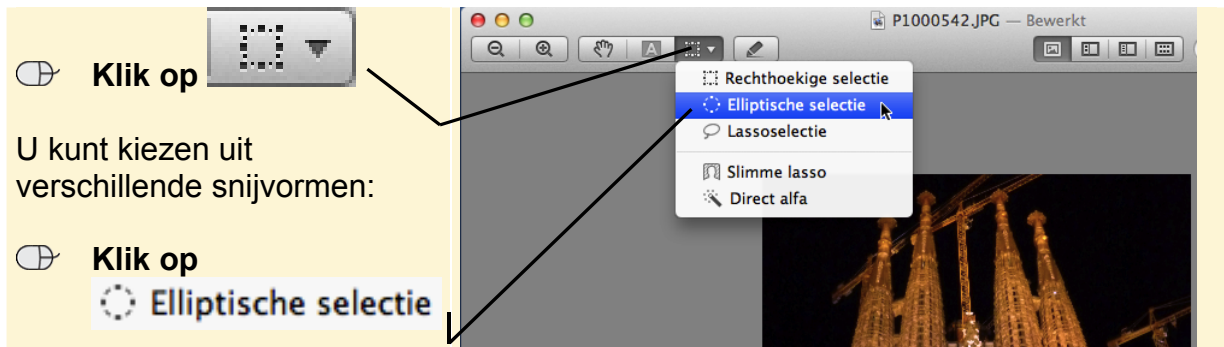 Klik op
U kunt kiezen uit
verschillende snijvormen:
Klik op
Elliptische selectie
P1000542.JPG — Bewerkt
A
Rechthoekige selectie
Elliptische selectie
Lassoselectie
Slimme lasso
Direct alfa